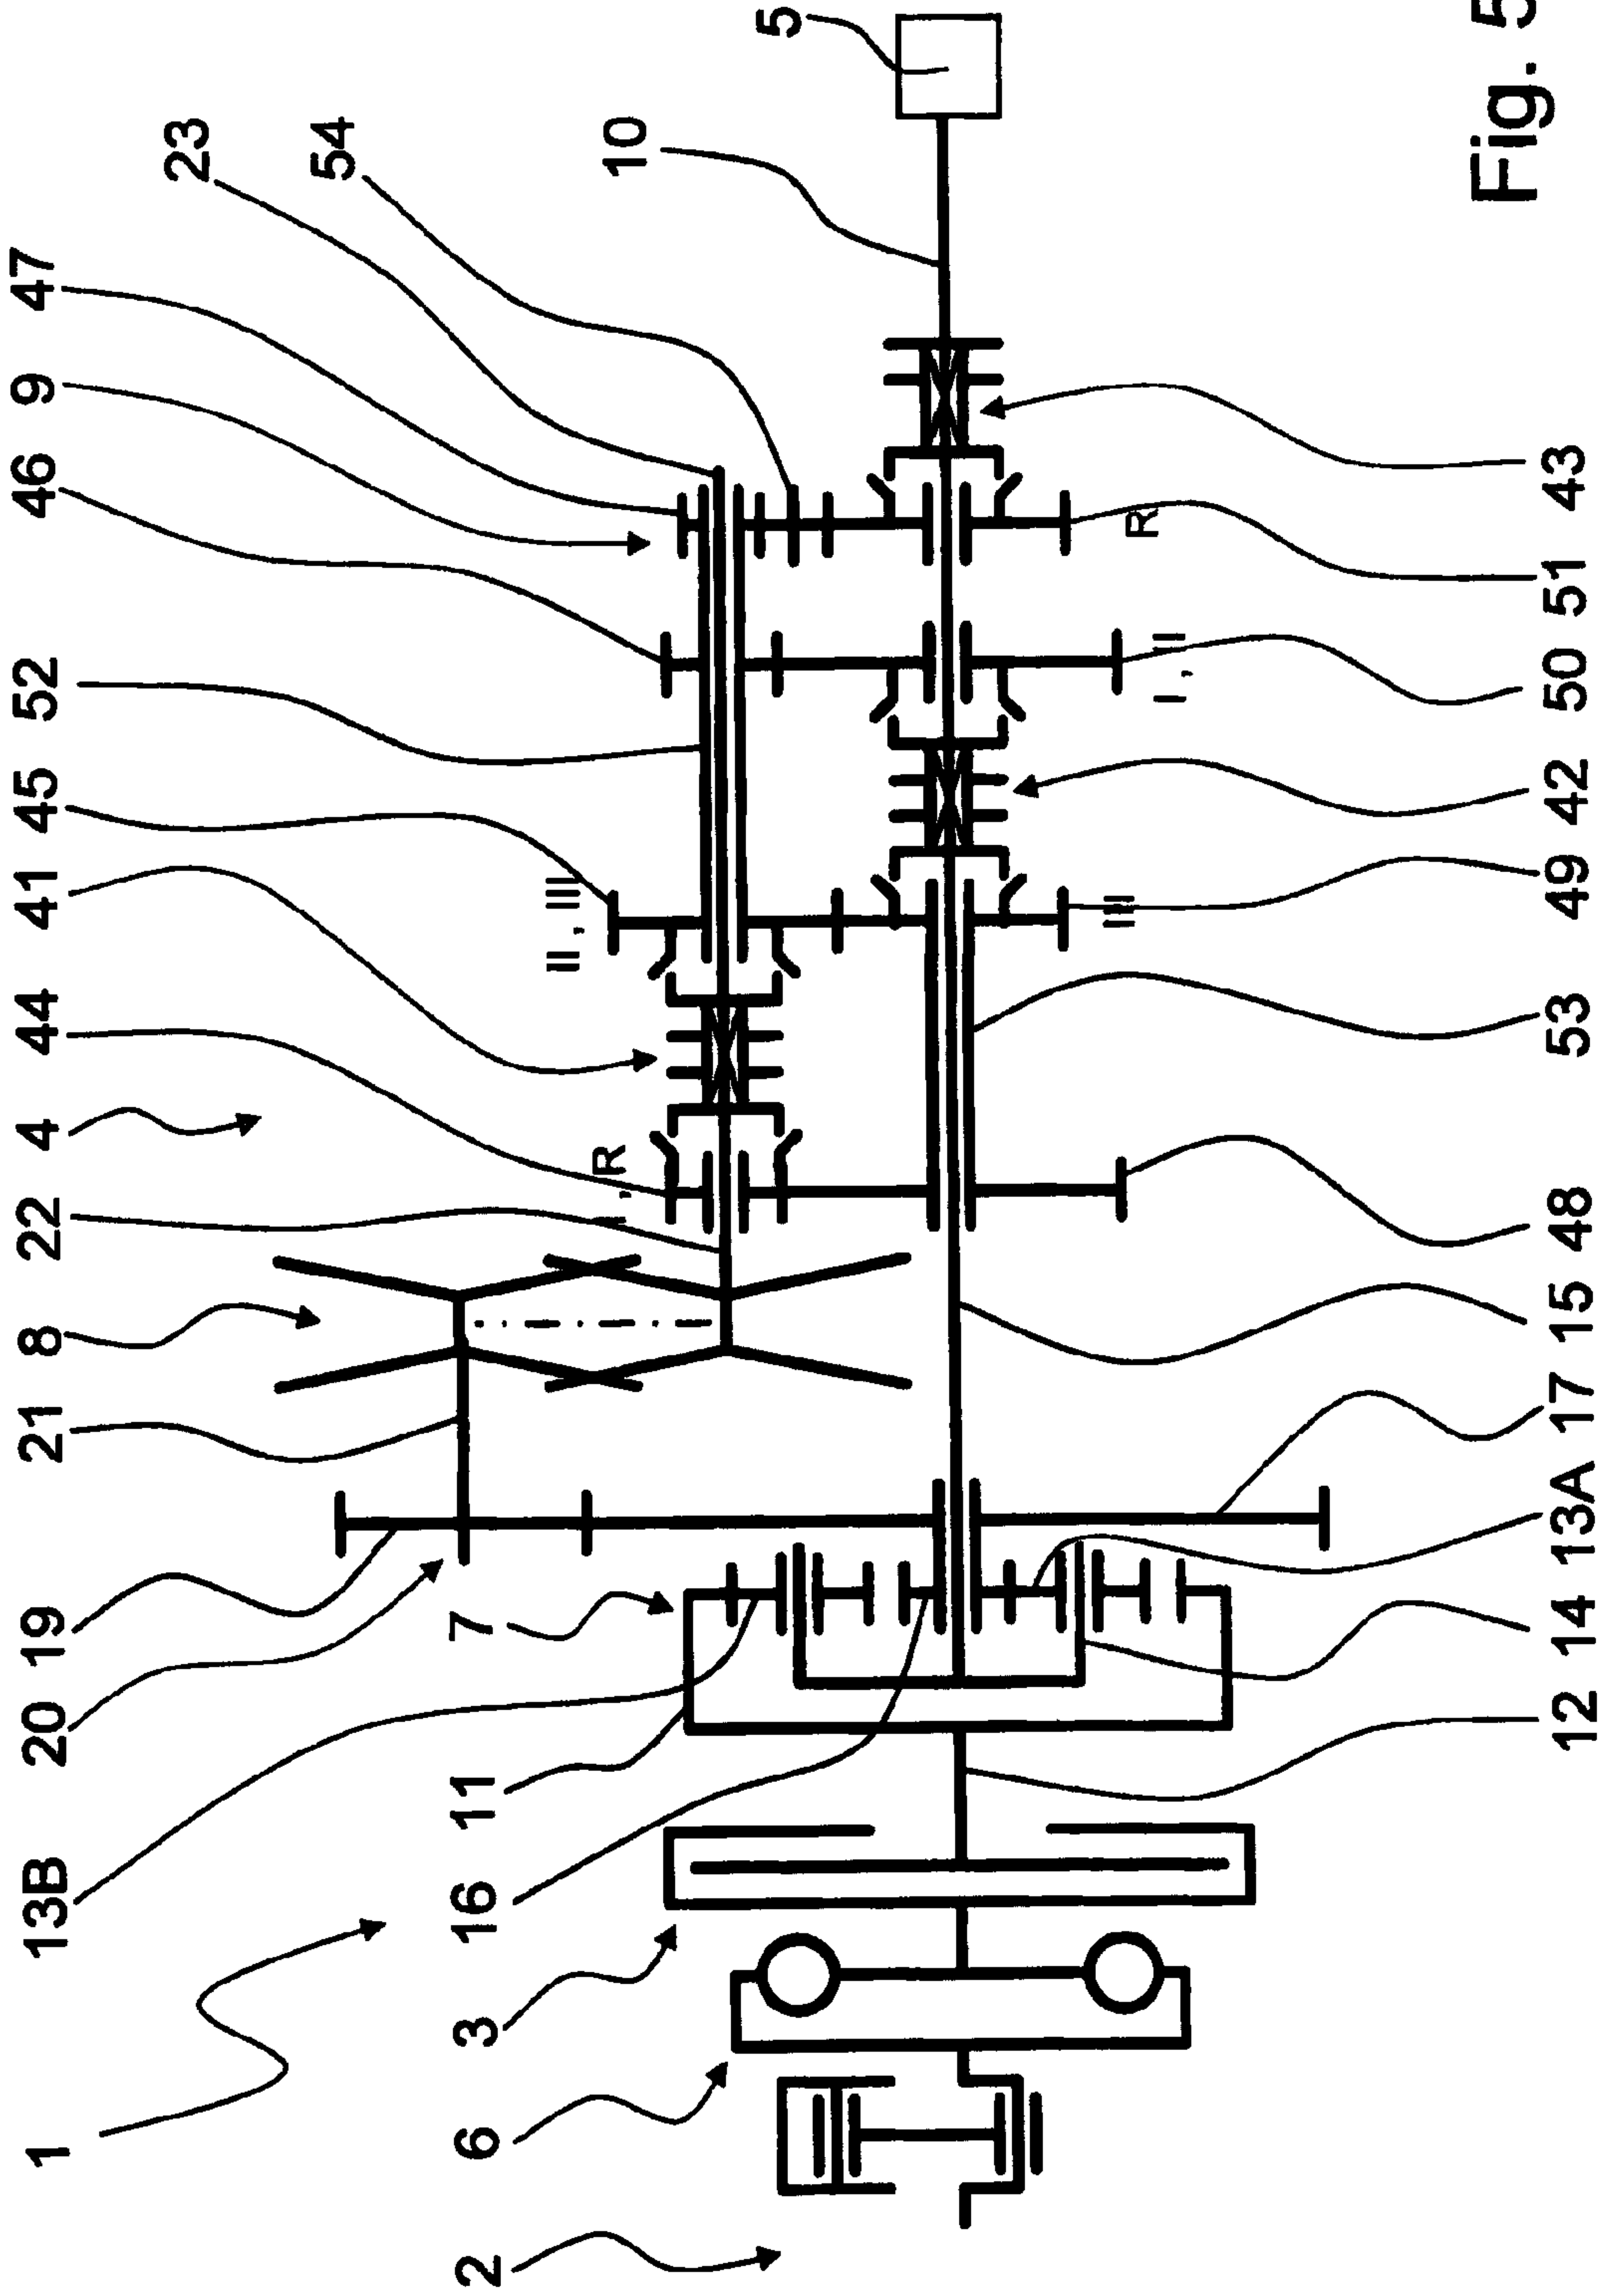 1 13B 20 19 21 8 22 4 44 41 45 52 46 9 47
23
54
2 6 3 16 11 7
II, III
I, R
10
5
III
R
I, II
12 14 13A 17 15 48 53 49 42 50 51 43
Fig. 5